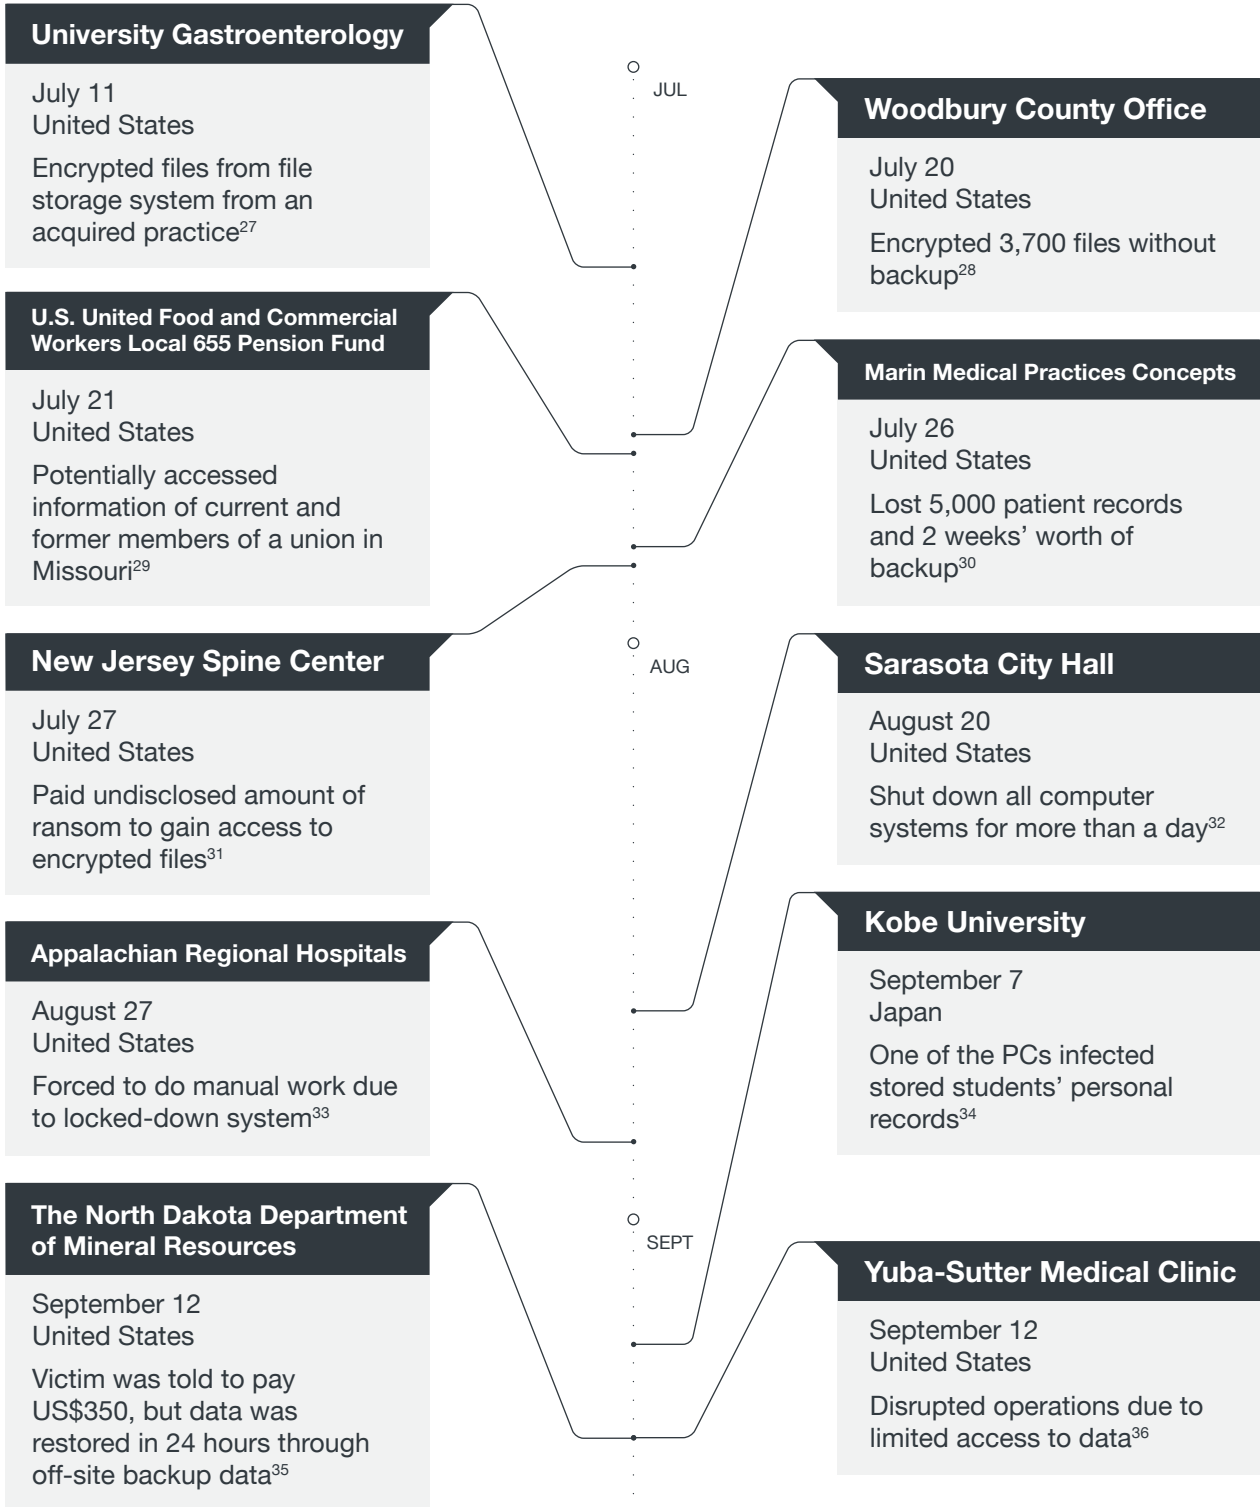 University Gastroenterology
July 11
United States
Encrypted files from file
storage system from an
acquired practice27
JUL
Woodbury County Office
July 20
United States
Encrypted 3,700 files without
backup28
U.S. United Food and Commercial
Workers Local 655 Pension Fund
July 21
United States
Potentially accessed
information of current and
former members of a union in
Missouri29
Marin Medical Practices Concepts
July 26
United States
Lost 5,000 patient records
and 2 weeks’ worth of
backup30
New Jersey Spine Center
July 27
United States
Paid undisclosed amount of
ransom to gain access to
encrypted files31
AUG
Sarasota City Hall
August 20
United States
Shut down all computer
systems for more than a day32
Appalachian Regional Hospitals
August 27
United States
Forced to do manual work due
to locked-down system33
Kobe University
September 7
Japan
One of the PCs infected
stored students’ personal
records34
The North Dakota Department
of Mineral Resources
September 12
United States
Victim was told to pay
US$350, but data was
restored in 24 hours through
off-site backup data35
SEPT
Yuba-Sutter Medical Clinic
September 12
United States
Disrupted operations due to
limited access to data36